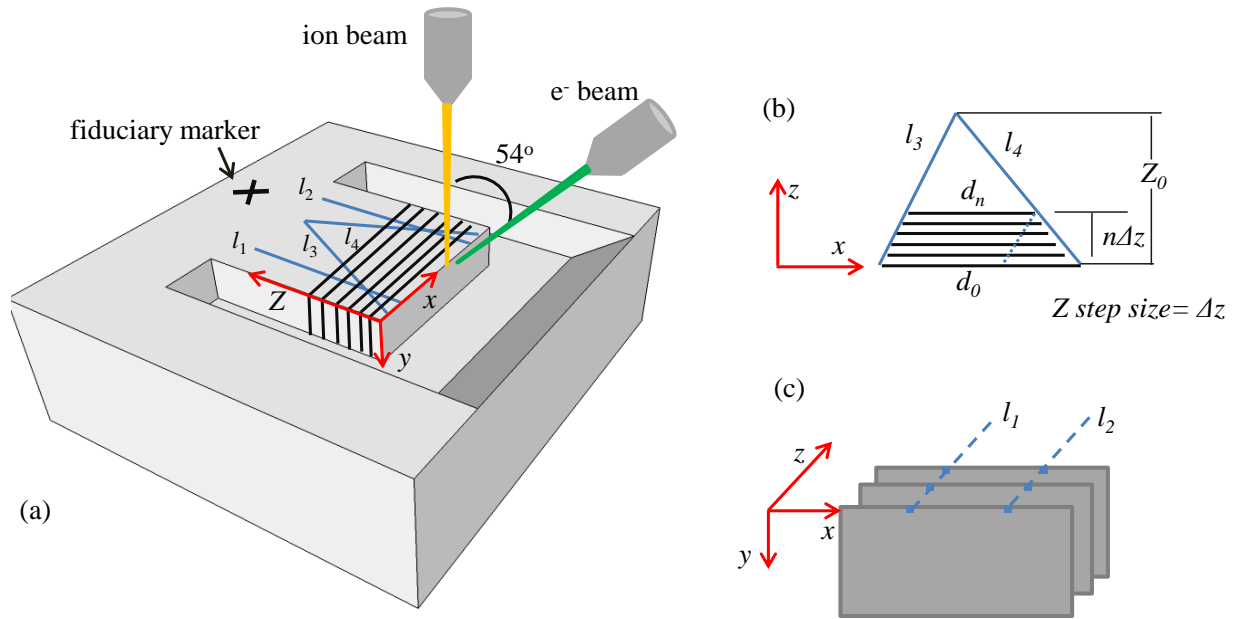 ion beam
e⁻ beam
fiduciary marker
54ᵒ
l₂
l₁
l₃
l₄
Z
x
y
(a)
(b)
l₃
l₄
Z₀
z
dₙ
nΔz
x
d₀
Z step size= Δz
(c)
l₁
l₂
z
x
y